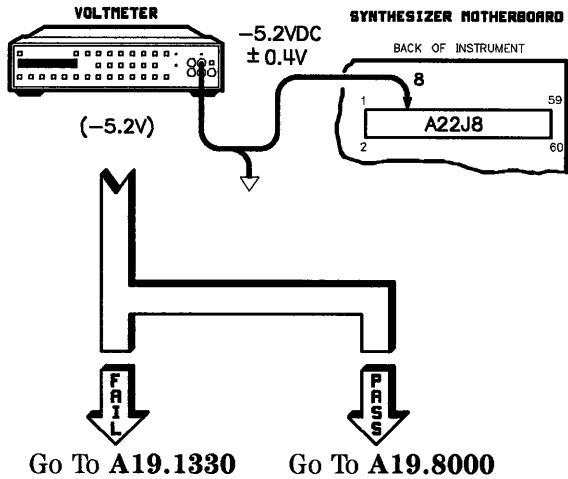 VOLTMETER
SYNTHESIZER MOTHERBOARD
−5.2VDC
± 0.4V
BACK OF INSTRUMENT
8
1
59
A22J8
(−5.2V)
2
60
FAIL
PASS
Go To A19.1330
Go To A19.8000